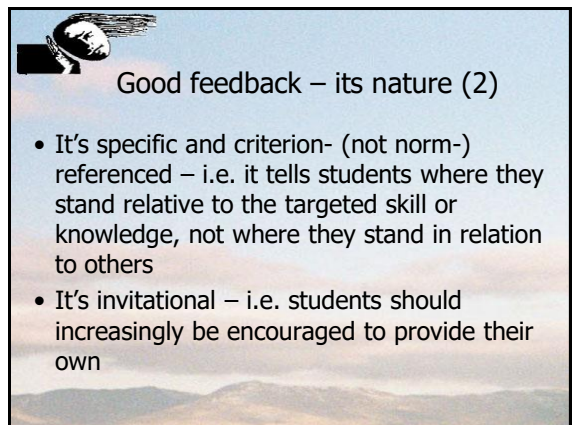 Good feedback – its nature (2)
• It's specific and criterion- (not norm-)
referenced – i.e. it tells students where they
stand relative to the targeted skill or
knowledge, not where they stand in relation
to others
• It's invitational – i.e. students should
increasingly be encouraged to provide their
own